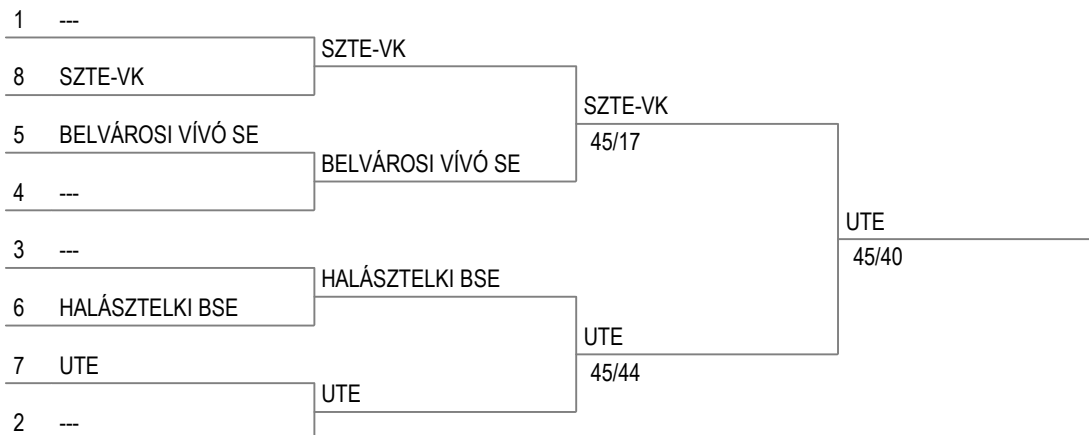 1 ---
8 SZTE-VK
5 BELVÁROSI VÍVÓ SE
4 ---
3 ---
6 HALÁSZTELKI BSE
7 UTE
2 ---
SZTE-VK
BELVÁROSI VÍVÓ SE
HALÁSZTELKI BSE
UTE
SZTE-VK
45/17
UTE
45/44
UTE
45/40